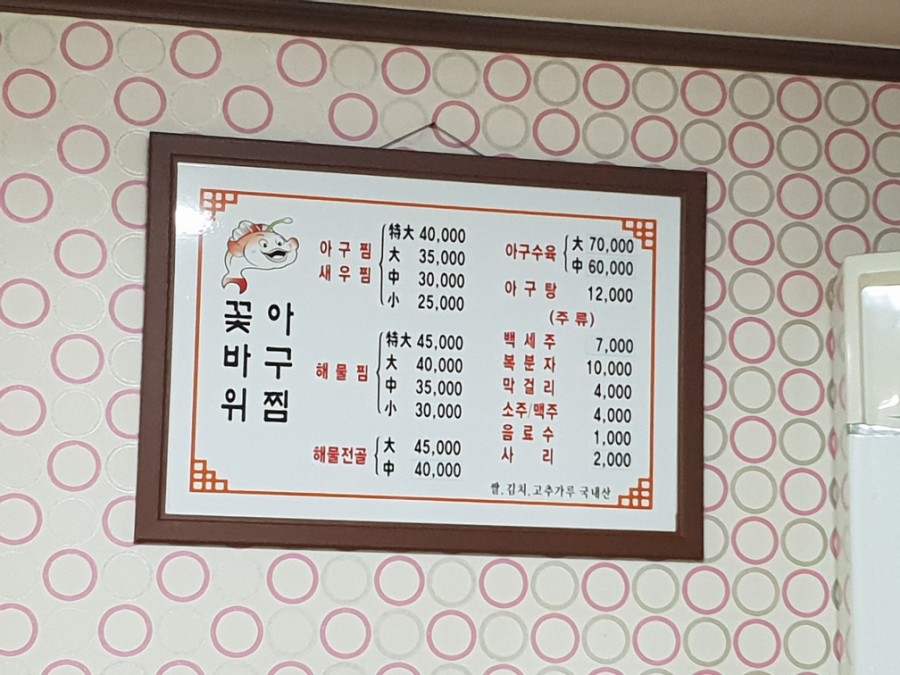 꽃 아
바 구
위 찜
아 구 찜
새 우 찜
特大 40,000
大 35,000
中 30,000
小 25,000
해 물 찜
特大 45,000
大 40,000
中 35,000
小 30,000
해물전골
大 45,000
中 40,000
아구수육
大 70,000
中 60,000
아 구 탕 12,000
(주 류)
백 세 주 7,000
복 분 자 10,000
막 걸 리 4,000
소주/맥주 4,000
음 료 수 1,000
사 리 2,000
쌀, 김치, 고추가루 국내산